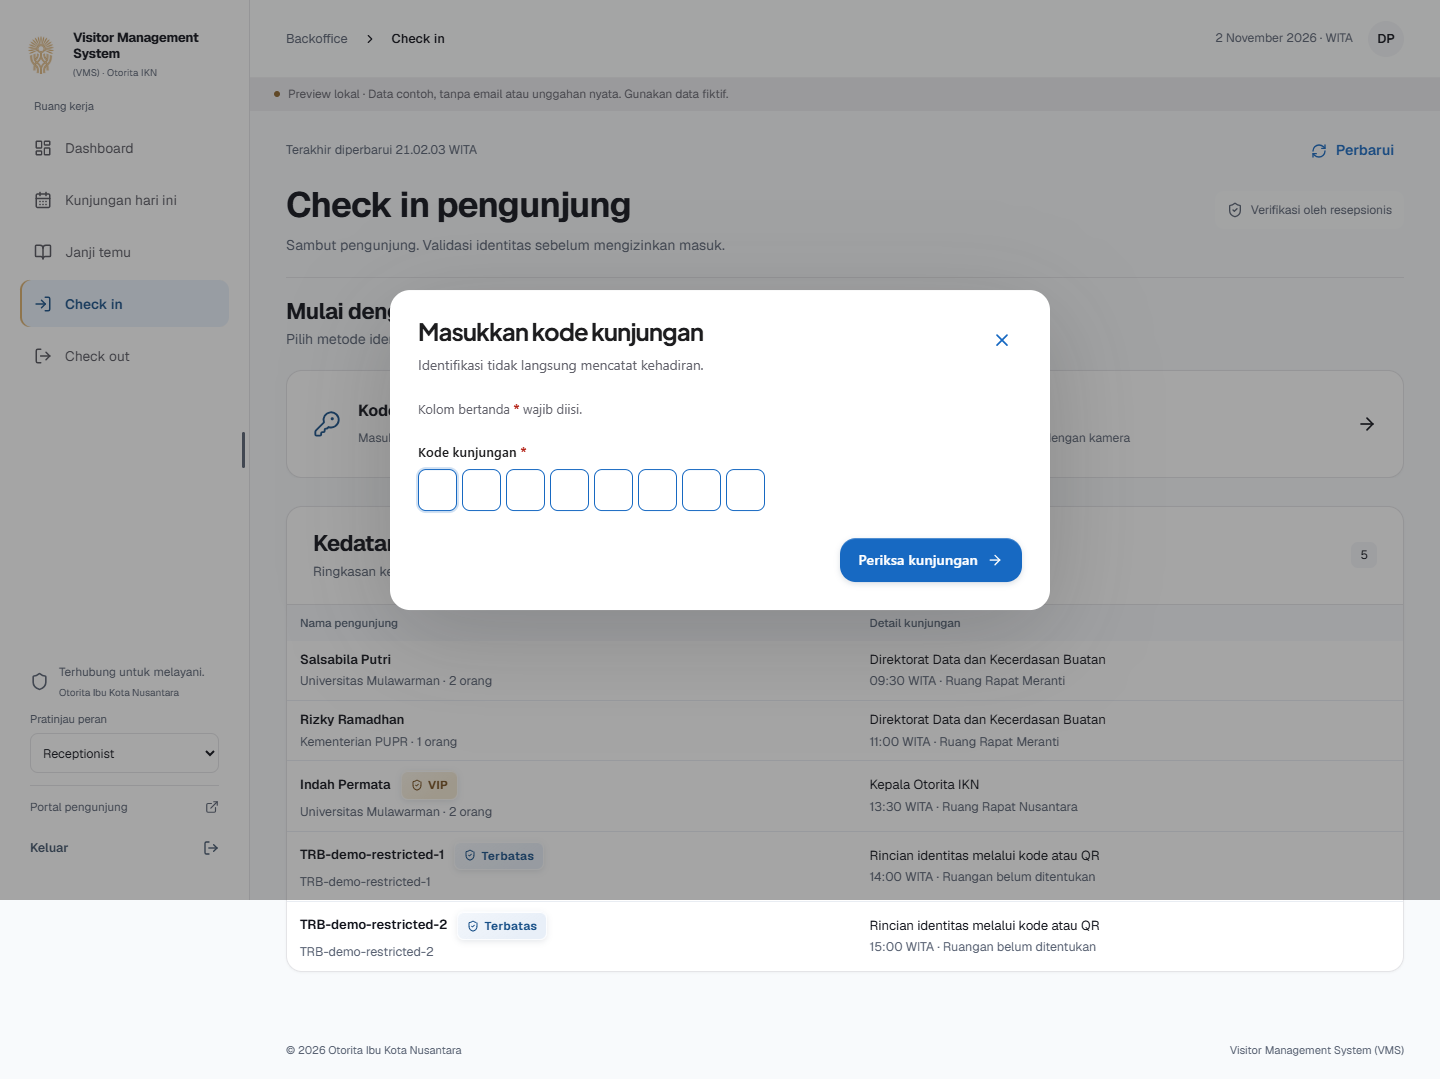 Visitor Management
System
(VMS) · Otorita IKN
Ruang kerja
Dashboard
Kunjungan hari ini
Janji temu
Check in
Check out
Terhubung untuk melayani.
Otorita Ibu Kota Nusantara
Pratinjau peran
Receptionist
Portal pengunjung
Keluar
Backoffice
Check in
2 November 2026 · WITA
DP
Preview lokal · Data contoh, tanpa email atau unggahan nyata. Gunakan data fiktif.
Terakhir diperbarui 21.02.03 WITA
Perbarui
Check in pengunjung
Verifikasi oleh resepsionis
Sambut pengunjung. Validasi identitas sebelum mengizinkan masuk.
Mulai
Pilih metode
kamera
Masukkan kode kunjungan
Identifikasi tidak langsung mencatat kehadiran.
Kolom bertanda * wajib diisi.
Kode kunjungan *
Periksa kunjungan
Ringkasan
5
Nama pengunjung
Detail kunjungan
Salsabila Putri
Direktorat Data dan Kecerdasan Buatan
Universitas Mulawarman · 2 orang
09:30 WITA · Ruang Rapat Meranti
Rizky Ramadhan
Direktorat Data dan Kecerdasan Buatan
Kementerian PUPR · 1 orang
11:00 WITA · Ruang Rapat Meranti
Indah Permata
VIP
Kepala Otorita IKN
Universitas Mulawarman · 2 orang
13:30 WITA · Ruang Rapat Nusantara
TRB-demo-restricted-1
Terbatas
Rincian identitas melalui kode atau QR
TRB-demo-restricted-1
14:00 WITA · Ruangan belum ditentukan
TRB-demo-restricted-2
Terbatas
Rincian identitas melalui kode atau QR
TRB-demo-restricted-2
15:00 WITA · Ruangan belum ditentukan
© 2026 Otorita Ibu Kota Nusantara
Visitor Management System (VMS)